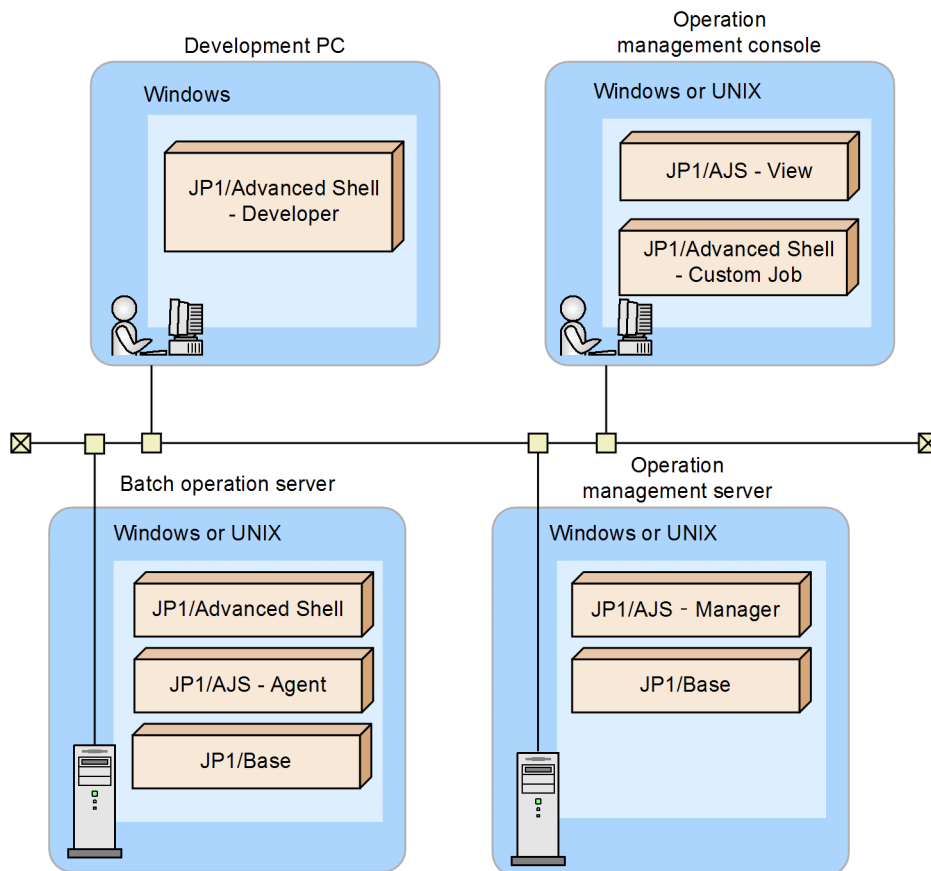 Development PC
Windows
JP1/Advanced Shell
- Developer
Operation
management console
Windows or UNIX
JP1/AJS - View
JP1/Advanced Shell
- Custom Job
Batch operation server
Windows or UNIX
JP1/Advanced Shell
JP1/AJS - Agent
JP1/Base
Operation
management server
Windows or UNIX
JP1/AJS - Manager
JP1/Base